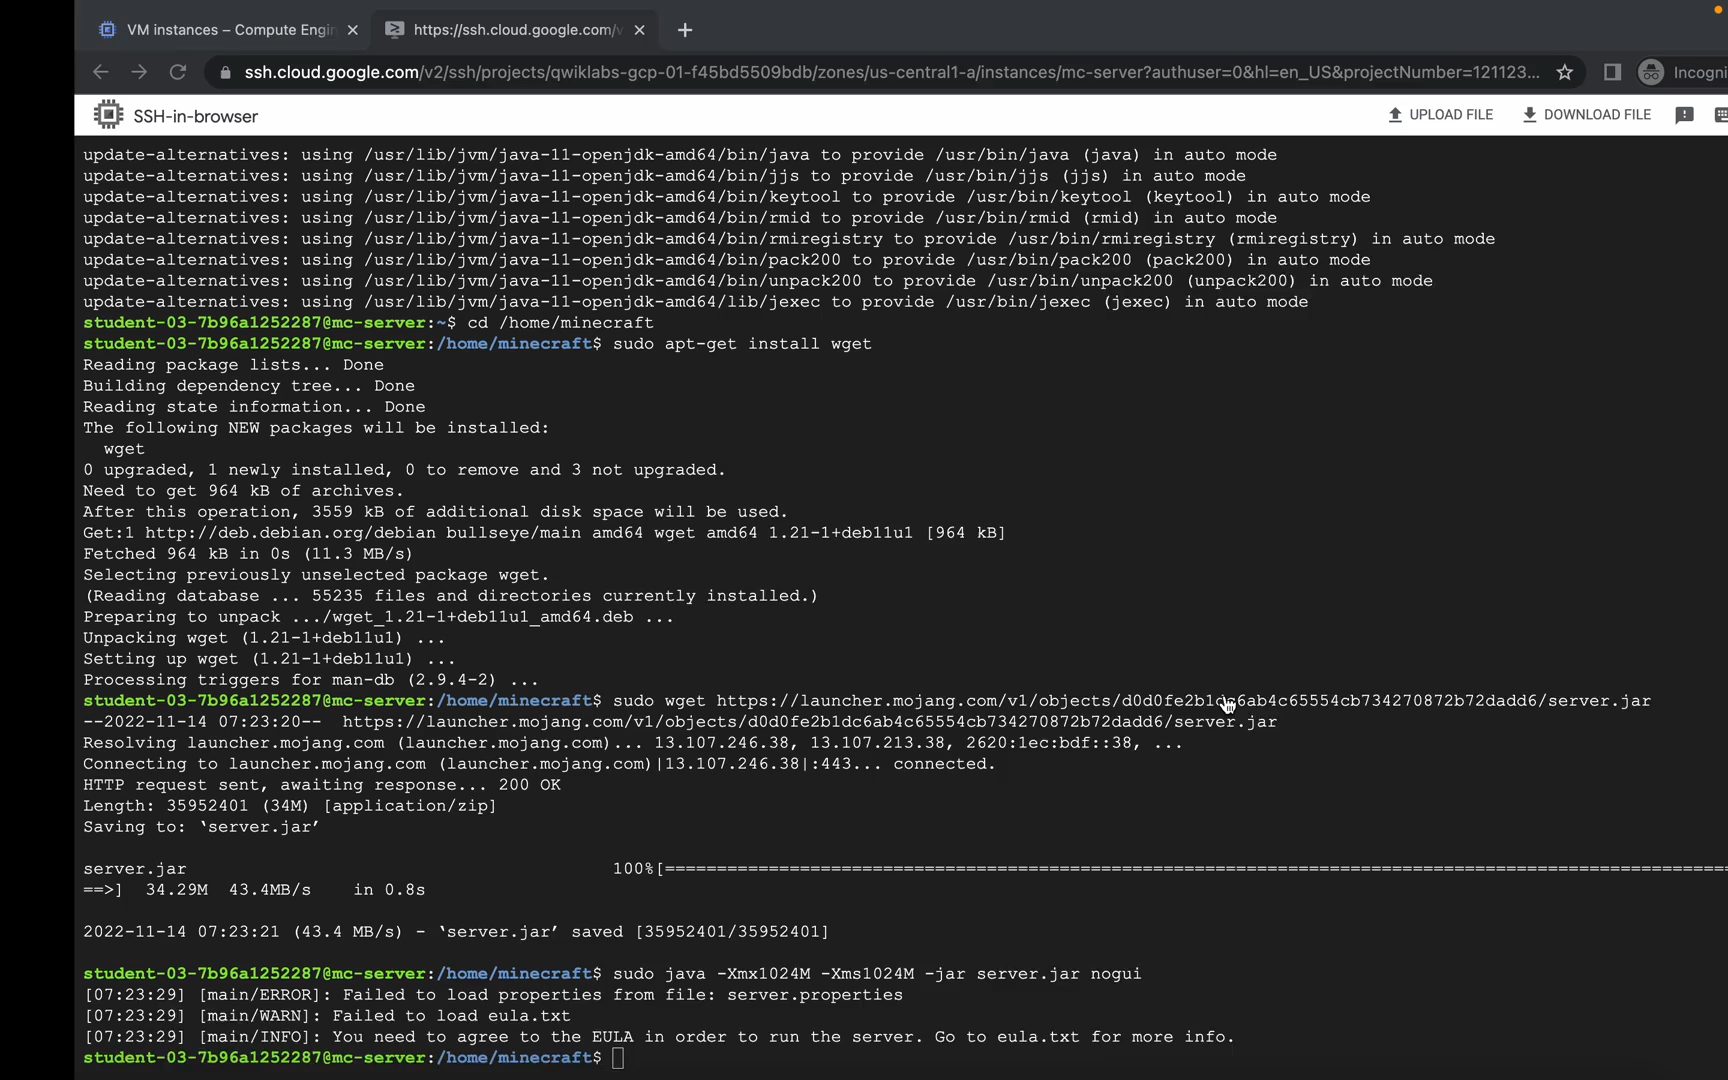 VM instances – Compute Engin
https://ssh.cloud.google.com/v
ssh.cloud.google.com/v2/ssh/projects/qwiklabs-gcp-01-f45bd5509bdb/zones/us-central1-a/instances/mc-server?authuser=0&hl=en_US&projectNumber=121123...
Incogni
SSH-in-browser
UPLOAD FILE
DOWNLOAD FILE
update-alternatives: using /usr/lib/jvm/java-11-openjdk-amd64/bin/java to provide /usr/bin/java (java) in auto mode
update-alternatives: using /usr/lib/jvm/java-11-openjdk-amd64/bin/jjs to provide /usr/bin/jjs (jjs) in auto mode
update-alternatives: using /usr/lib/jvm/java-11-openjdk-amd64/bin/keytool to provide /usr/bin/keytool (keytool) in auto mode
update-alternatives: using /usr/lib/jvm/java-11-openjdk-amd64/bin/rmid to provide /usr/bin/rmid (rmid) in auto mode
update-alternatives: using /usr/lib/jvm/java-11-openjdk-amd64/bin/rmiregistry to provide /usr/bin/rmiregistry (rmiregistry) in auto mode
update-alternatives: using /usr/lib/jvm/java-11-openjdk-amd64/bin/pack200 to provide /usr/bin/pack200 (pack200) in auto mode
update-alternatives: using /usr/lib/jvm/java-11-openjdk-amd64/bin/unpack200 to provide /usr/bin/unpack200 (unpack200) in auto mode
update-alternatives: using /usr/lib/jvm/java-11-openjdk-amd64/lib/jexec to provide /usr/bin/jexec (jexec) in auto mode
student-03-7b96a1252287@mc-server:~$ cd /home/minecraft
student-03-7b96a1252287@mc-server:/home/minecraft$ sudo apt-get install wget
Reading package lists... Done
Building dependency tree... Done
Reading state information... Done
The following NEW packages will be installed:
  wget
0 upgraded, 1 newly installed, 0 to remove and 3 not upgraded.
Need to get 964 kB of archives.
After this operation, 3559 kB of additional disk space will be used.
Get:1 http://deb.debian.org/debian bullseye/main amd64 wget amd64 1.21-1+deb11u1 [964 kB]
Fetched 964 kB in 0s (11.3 MB/s)
Selecting previously unselected package wget.
(Reading database ... 55235 files and directories currently installed.)
Preparing to unpack .../wget_1.21-1+deb11u1_amd64.deb ...
Unpacking wget (1.21-1+deb11u1) ...
Setting up wget (1.21-1+deb11u1) ...
Processing triggers for man-db (2.9.4-2) ...
student-03-7b96a1252287@mc-server:/home/minecraft$ sudo wget https://launcher.mojang.com/v1/objects/d0d0fe2b1dc6ab4c65554cb734270872b72dadd6/server.jar
--2022-11-14 07:23:20--  https://launcher.mojang.com/v1/objects/d0d0fe2b1dc6ab4c65554cb734270872b72dadd6/server.jar
Resolving launcher.mojang.com (launcher.mojang.com)... 13.107.246.38, 13.107.213.38, 2620:1ec:bdf::38, ...
Connecting to launcher.mojang.com (launcher.mojang.com)|13.107.246.38|:443... connected.
HTTP request sent, awaiting response... 200 OK
Length: 35952401 (34M) [application/zip]
Saving to: ‘server.jar’
server.jar 100%[=====================================================
==>]  34.29M  43.4MB/s    in 0.8s
2022-11-14 07:23:21 (43.4 MB/s) - ‘server.jar’ saved [35952401/35952401]
student-03-7b96a1252287@mc-server:/home/minecraft$ sudo java -Xmx1024M -Xms1024M -jar server.jar nogui
[07:23:29] [main/ERROR]: Failed to load properties from file: server.properties
[07:23:29] [main/WARN]: Failed to load eula.txt
[07:23:29] [main/INFO]: You need to agree to the EULA in order to run the server. Go to eula.txt for more info.
student-03-7b96a1252287@mc-server:/home/minecraft$